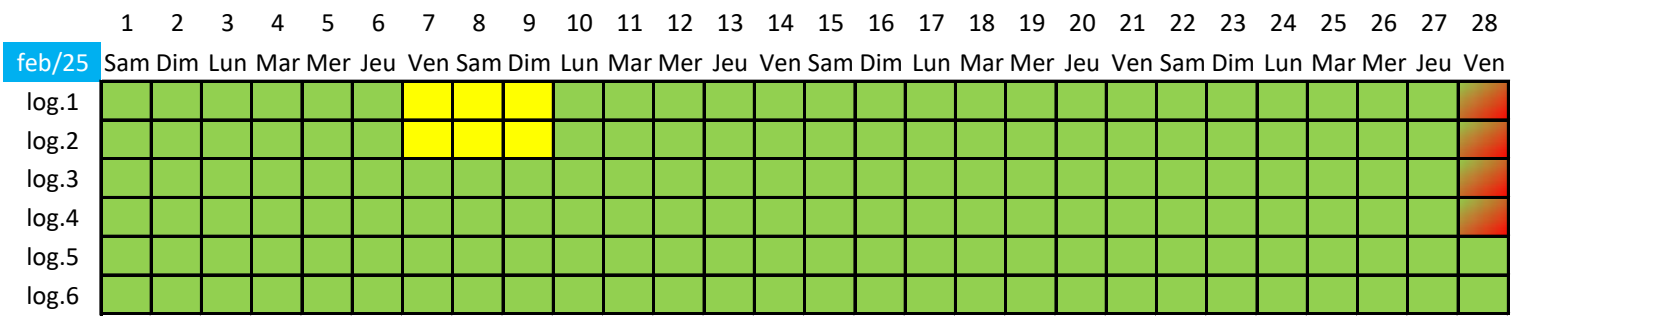 1 2 3 4 5 6 7 8 9 10 11 12 13 14 15 16 17 18 19 20 21 22 23 24 25 26 27 28
feb/25 Sam Dim Lun Mar Mer Jeu Ven Sam Dim Lun Mar Mer Jeu Ven Sam Dim Lun Mar Mer Jeu Ven Sam Dim Lun Mar Mer Jeu Ven
log.1
log.2
log.3
log.4
log.5
log.6